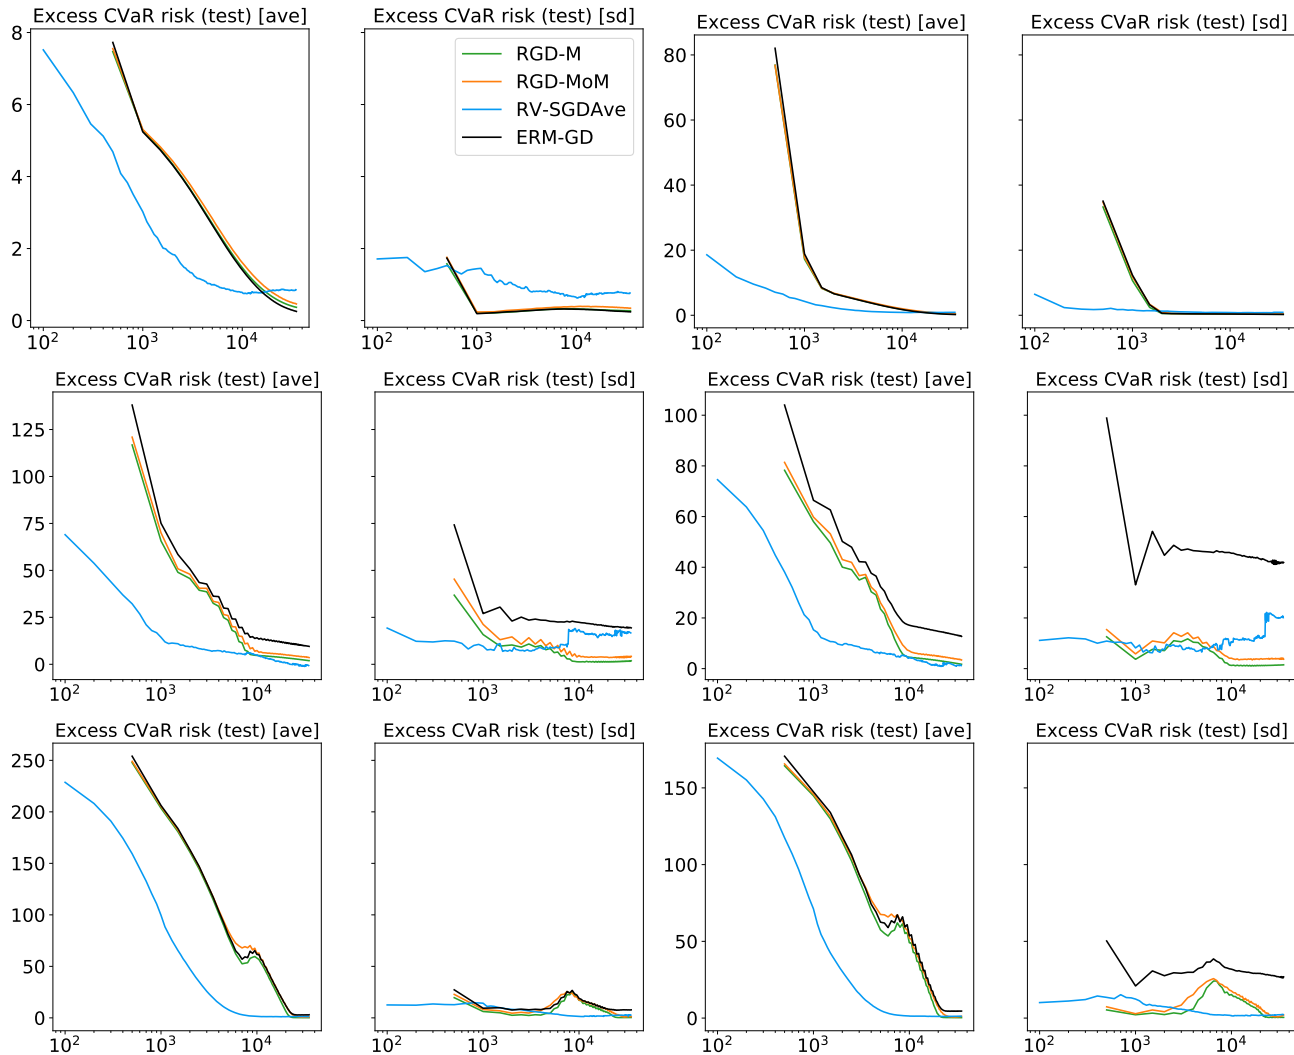 Excess CVaR risk (test) [ave] Excess CVaR risk (test) [sd] Excess CVaR risk (test) [ave] Excess CVaR risk (test) [sd]
8
6
4
2
0
10² 10³ 10⁴
RGD-M
RGD-MoM
RV-SGDAve
ERM-GD
10² 10³ 10⁴
80
60
40
20
0
10² 10³ 10⁴
10² 10³ 10⁴
Excess CVaR risk (test) [ave] Excess CVaR risk (test) [sd] Excess CVaR risk (test) [ave] Excess CVaR risk (test) [sd]
125
100
75
50
25
0
10² 10³ 10⁴
10² 10³ 10⁴
100
80
60
40
20
0
10² 10³ 10⁴
10² 10³ 10⁴
Excess CVaR risk (test) [ave] Excess CVaR risk (test) [sd] Excess CVaR risk (test) [ave] Excess CVaR risk (test) [sd]
250
200
150
100
50
0
10² 10³ 10⁴
10² 10³ 10⁴
150
100
50
0
10² 10³ 10⁴
10² 10³ 10⁴